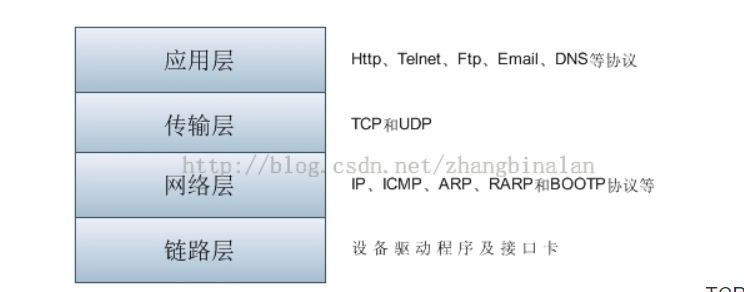 应用层 Http、Telnet、Ftp、Email、DNS等协议
传输层 TCP和UDP
http://blog.csdn.net/zhangbinalan
网络层 IP、ICMP、ARP、RARP和BOOTP协议等
链路层 设备驱动程序及接口卡